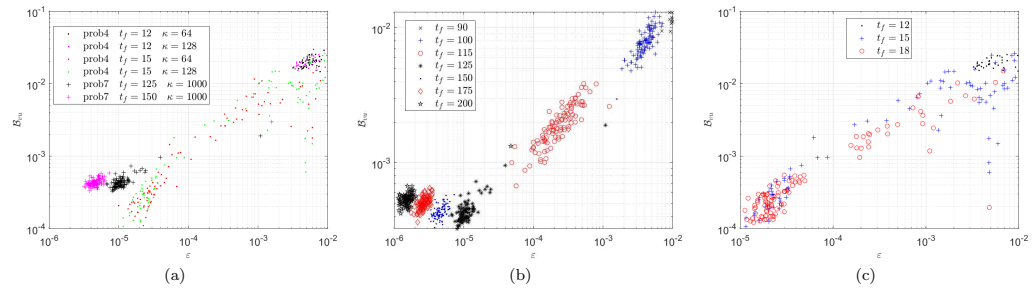 10^-1
10^-2
10^-3
10^-4
B_vu
prob4 t_f = 12 κ = 64
prob4 t_f = 12 κ = 128
prob4 t_f = 15 κ = 64
prob4 t_f = 15 κ = 128
prob7 t_f = 125 κ = 1000
prob7 t_f = 150 κ = 1000
10^-6 10^-5 10^-4 10^-3 10^-2
ε
(a)
10^-2
10^-3
B_vu
t_f = 90
t_f = 100
t_f = 115
t_f = 125
t_f = 150
t_f = 175
t_f = 200
10^-6 10^-5 10^-4 10^-3 10^-2
ε
(b)
10^-1
10^-2
10^-3
10^-4
B_vu
t_f = 12
t_f = 15
t_f = 18
10^-5 10^-4 10^-3 10^-2
ε
(c)